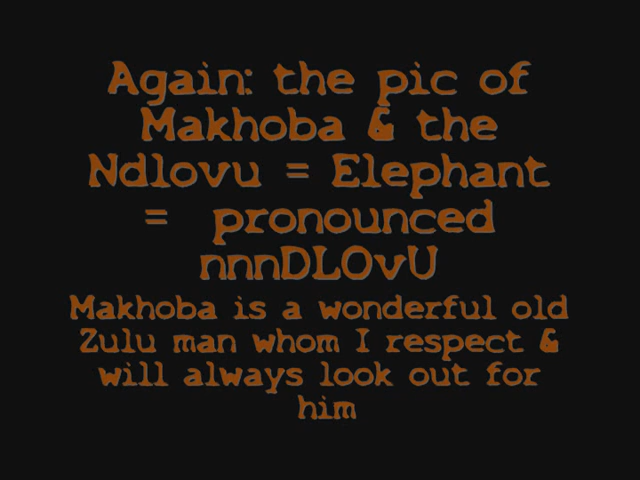 Again: the pic of
Makhoba & the
Ndlovu = Elephant
= pronounced
nnnDLOvU
Makhoba is a wonderful old
Zulu man whom I respect &
will always look out for
him